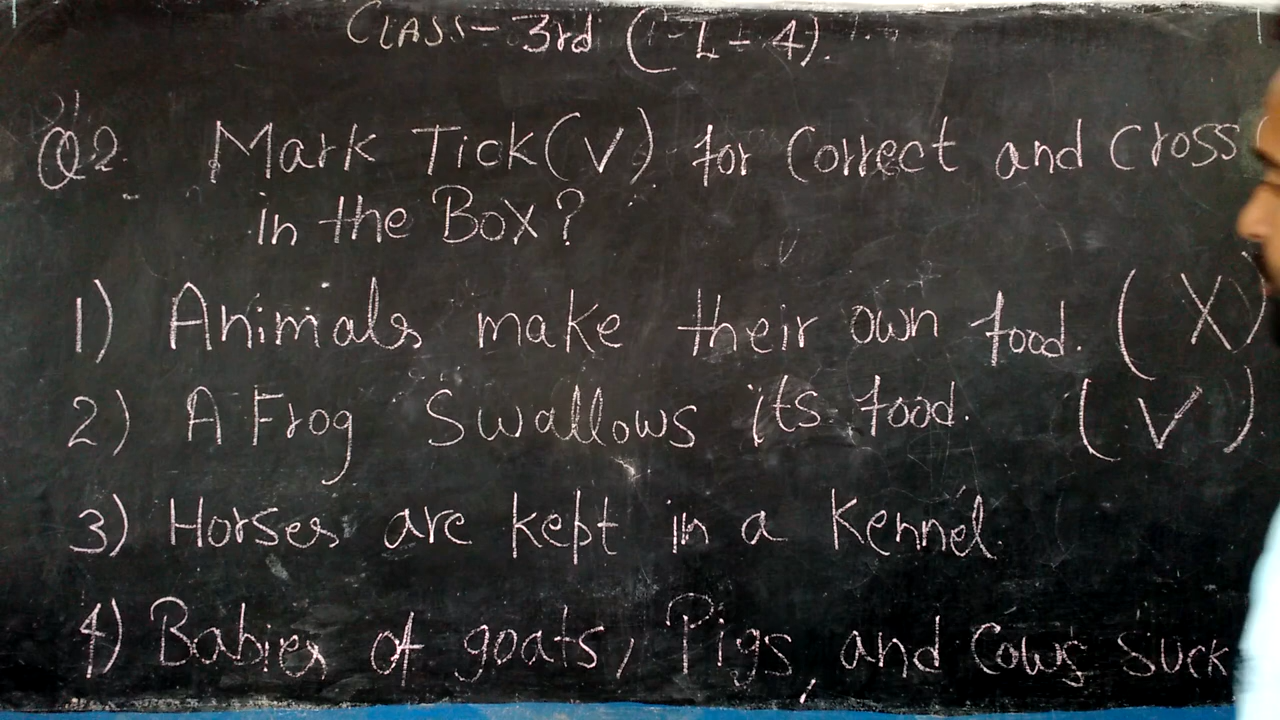 CLASS- 3rd (L-4).
Q2 Mark Tick(V) for Correct and Cross (
in the Box?
1) Animals make their own food. (X)
2) A Frog Swallows its food. (V)
3) Horses are kept in a Kennel.
4) Babies of goats, Pigs, and Cows Suck